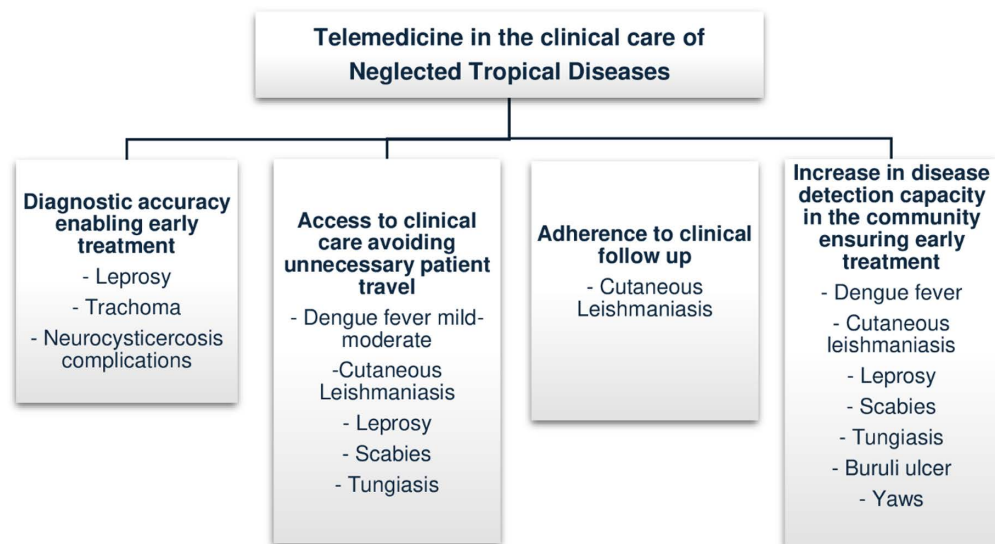 Telemedicine in the clinical care of
Neglected Tropical Diseases
Diagnostic accuracy
enabling early
treatment
- Leprosy
- Trachoma
- Neurocysticercosis
complications
Access to clinical
care avoiding
unnecessary patient
travel
- Dengue fever mild-
moderate
-Cutaneous
Leishmaniasis
- Leprosy
- Scabies
- Tungiasis
Adherence to clinical
follow up
- Cutaneous
Leishmaniasis
Increase in disease
detection capacity
in the community
ensuring early
treatment
- Dengue fever
- Cutaneous
leishmaniasis
- Leprosy
- Scabies
- Tungiasis
- Buruli ulcer
- Yaws